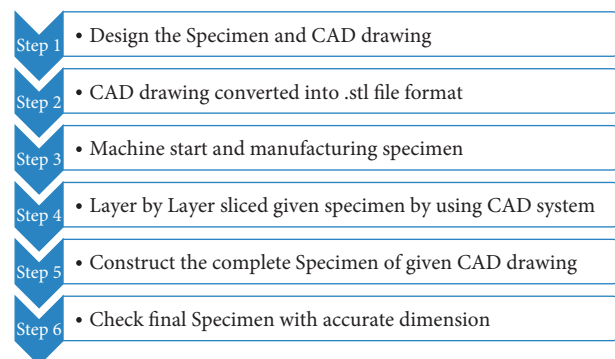 Step 1 • Design the Specimen and CAD drawing
Step 2 • CAD drawing converted into .stl file format
Step 3 • Machine start and manufacturing specimen
Step 4 • Layer by Layer sliced given specimen by using CAD system
Step 5 • Construct the complete Specimen of given CAD drawing
Step 6 • Check final Specimen with accurate dimension